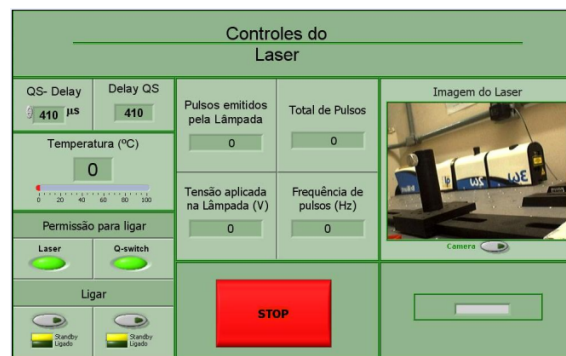 Controles do
Laser
QS- Delay
410 µs
Delay QS
410
Temperatura (ºC)
0
0 20 40 60 80 100
Permissão para ligar
Laser
Q-switch
Ligar
Standby
Ligado
Standby
Ligado
Pulsos emitidos
pela Lâmpada
0
Total de Pulsos
0
Tensão aplicada
na Lâmpada (V)
0
Frequência de
pulsos (Hz)
0
STOP
Imagem do Laser
3ω
2ω
ω
Camera